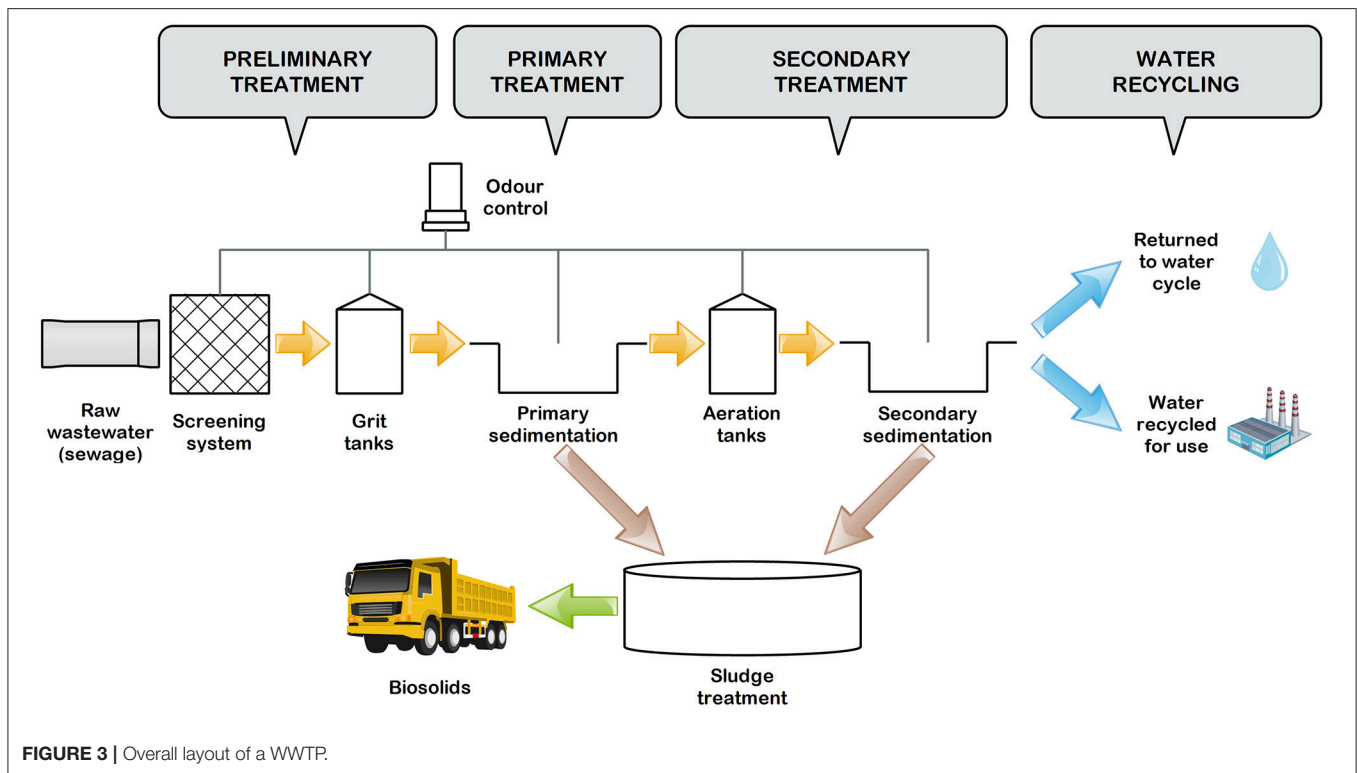 PRELIMINARY
TREATMENT
PRIMARY
TREATMENT
SECONDARY
TREATMENT
WATER
RECYCLING
Odour
control
Returned
to water
cycle
Raw
wastewater
(sewage)
Screening
system
Grit
tanks
Primary
sedimentation
Aeration
tanks
Secondary
sedimentation
Water
recycled
for use
Biosolids
Sludge
treatment
FIGURE 3 | Overall layout of a WWTP.